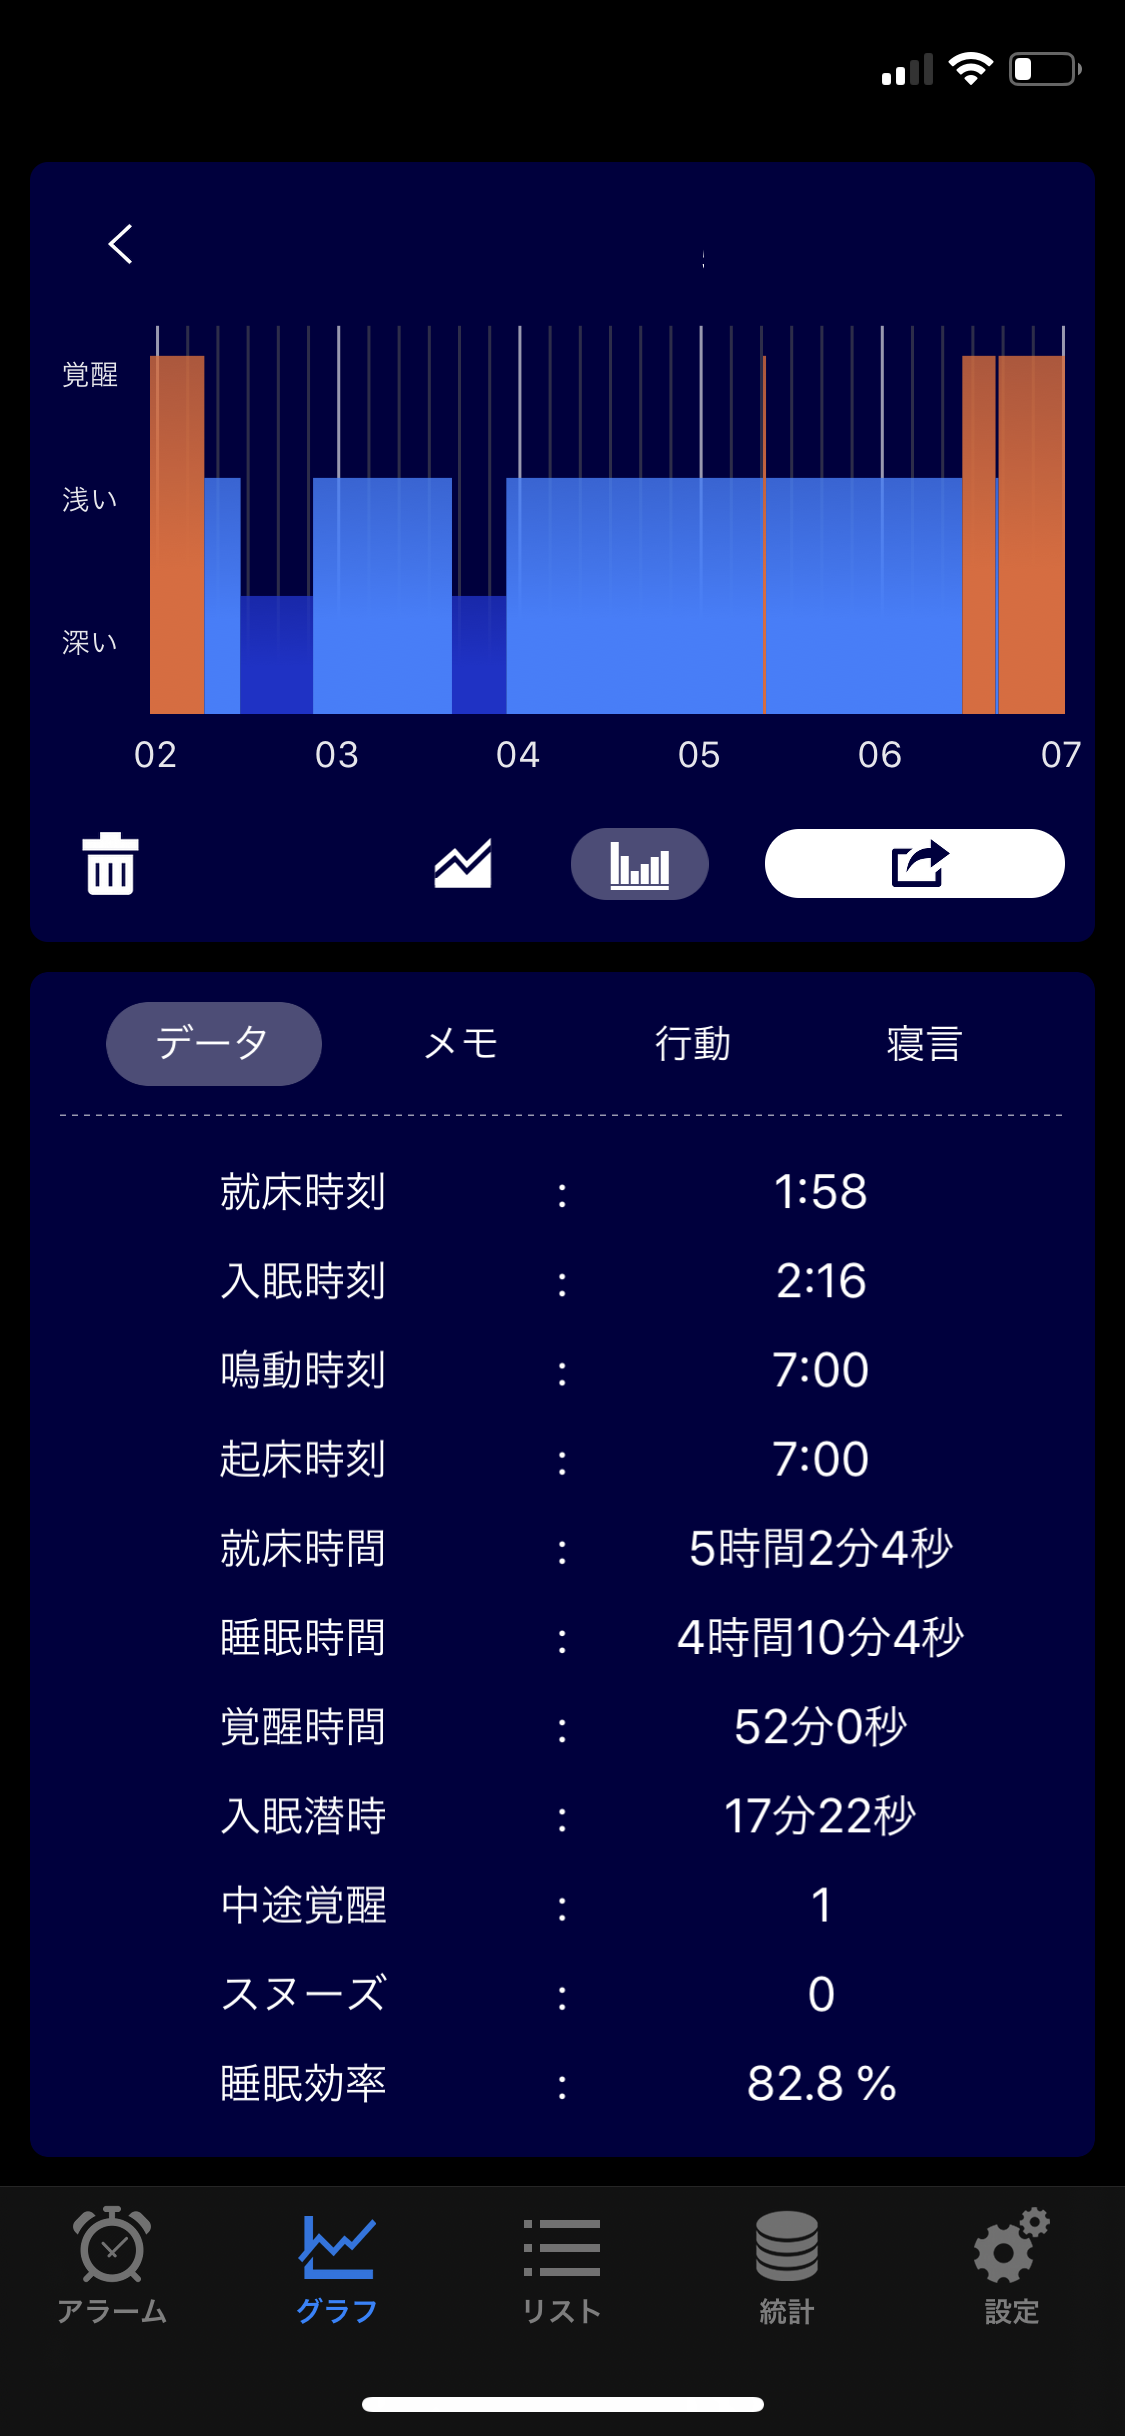 覚醒
浅い
深い
02 03 04 05 06 07
データ メモ 行動 寝言
就床時刻 : 1:58
入眠時刻 : 2:16
鳴動時刻 : 7:00
起床時刻 : 7:00
就床時間 : 5時間2分4秒
睡眠時間 : 4時間10分4秒
覚醒時間 : 52分0秒
入眠潜時 : 17分22秒
中途覚醒 : 1
スヌーズ : 0
睡眠効率 : 82.8 %
アラーム グラフ リスト 統計 設定